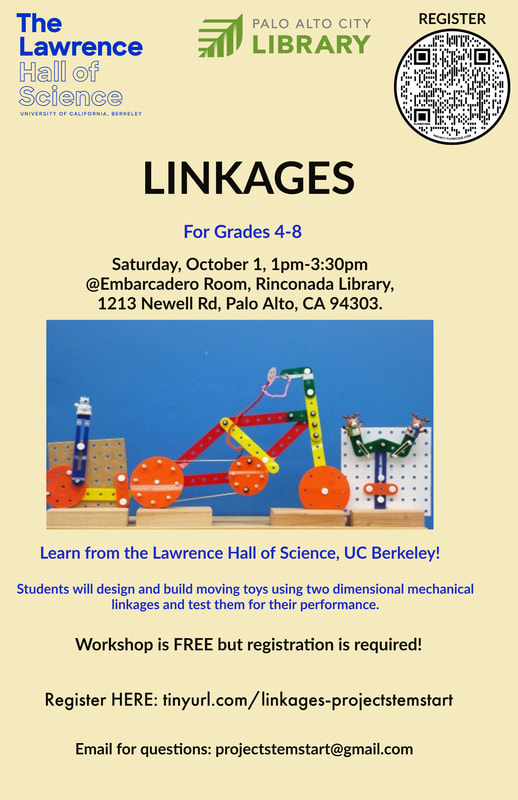 The
Lawrence
Hall of
Science
UNIVERSITY OF CALIFORNIA, BERKELEY
PALO ALTO CITY
LIBRARY
REGISTER
LINKAGES
For Grades 4-8
Saturday, October 1, 1pm-3:30pm
@Embarcadero Room, Rinconada Library,
1213 Newell Rd, Palo Alto, CA 94303.
Learn from the Lawrence Hall of Science, UC Berkeley!
Students will design and build moving toys using two dimensional mechanical
linkages and test them for their performance.
Workshop is FREE but registration is required!
Register HERE: tinyurl.com/linkages-projectstemstart
Email for questions: projectstemstart@gmail.com